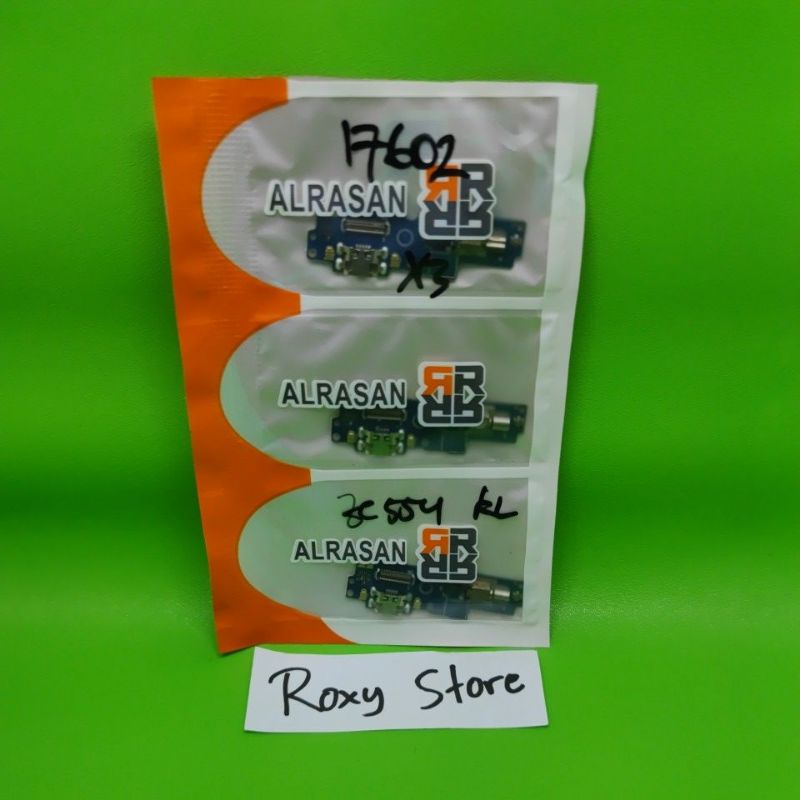 17602
ALRASAN
X3
ALRASAN
ZC554 KL
ALRASAN
Roxy Store